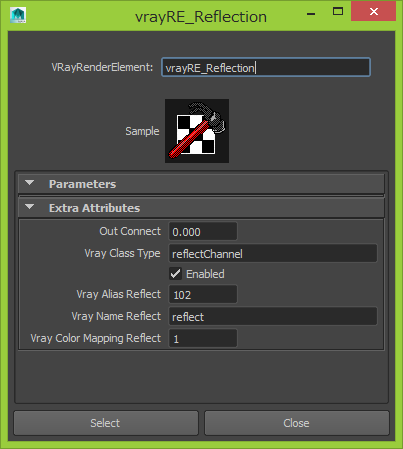 vrayRE_Reflection
VRayRenderElement: vrayRE_Reflection
Sample
Parameters
Extra Attributes
Out Connect 0.000
Vray Class Type reflectChannel
Enabled
Vray Alias Reflect 102
Vray Name Reflect reflect
Vray Color Mapping Reflect 1
Select Close